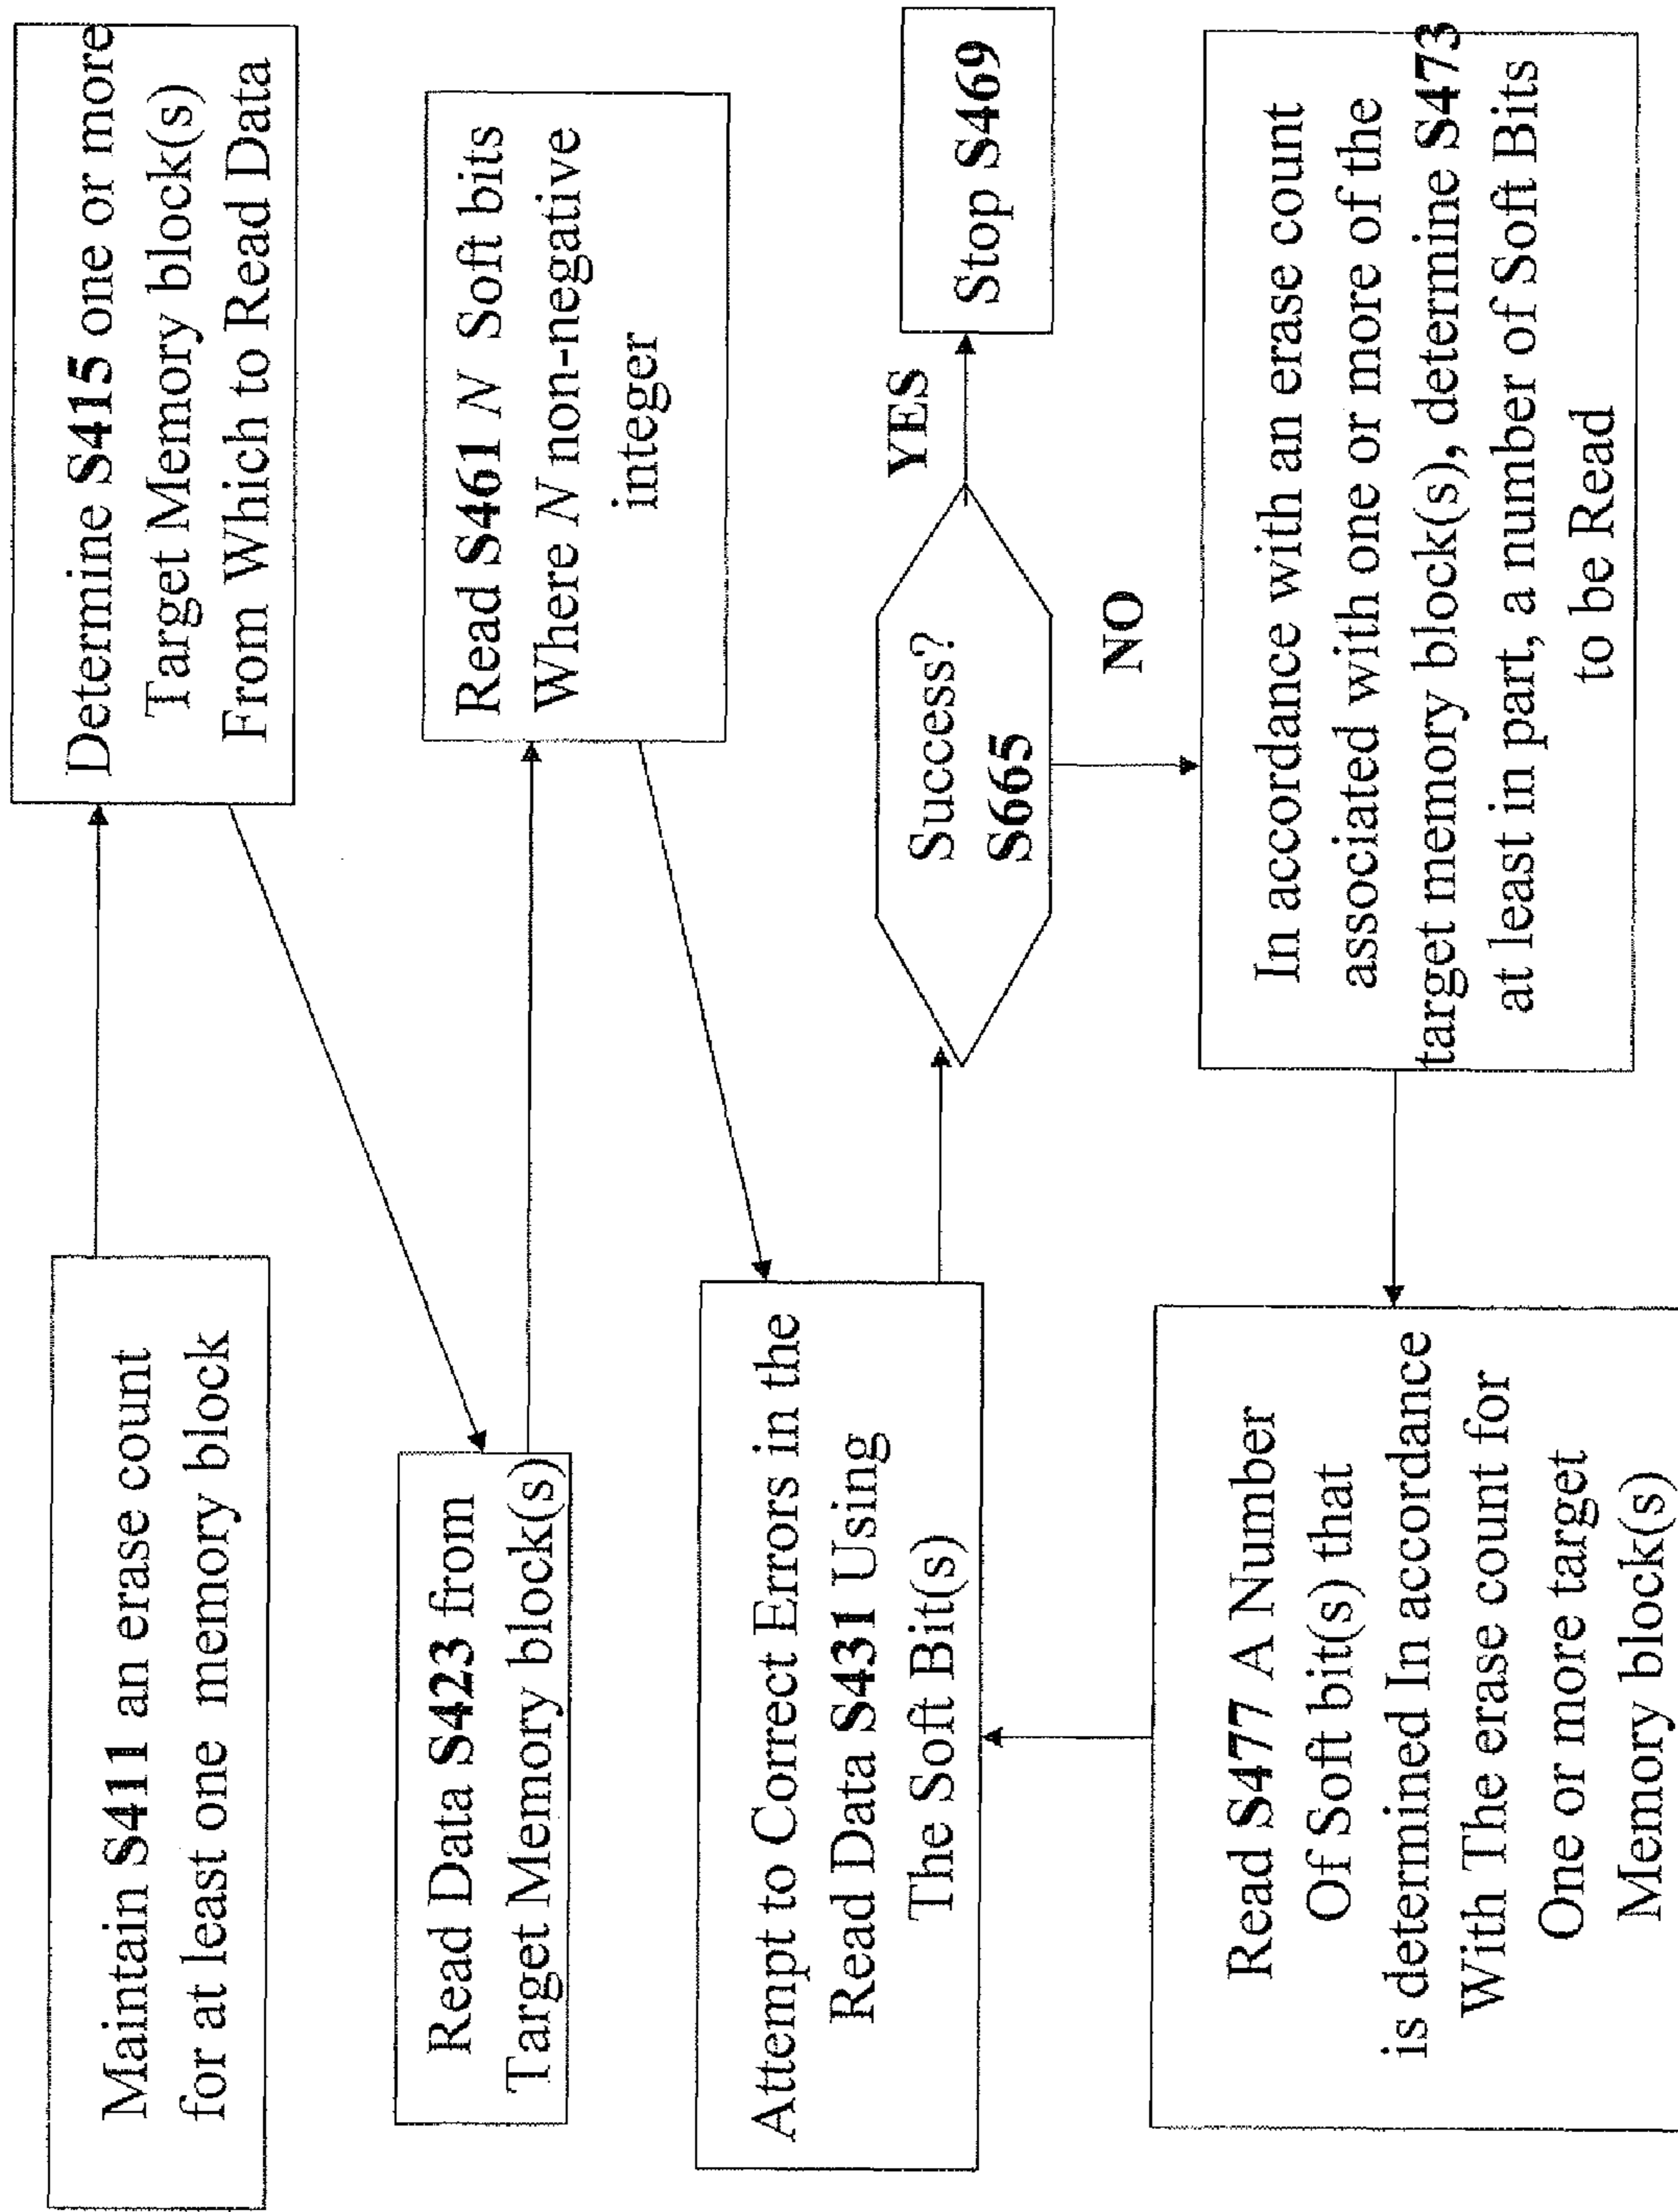 Maintain S411 an erase count
for at least one memory block
Determine S415 one or more
Target Memory block(s)
From Which to Read Data
Read Data S423 from
Target Memory block(s)
Read S461 N Soft bits
Where N non-negative
integer
Attempt to Correct Errors in the
Read Data S431 Using
The Soft Bit(s)
Success?
S665
YES
Stop S469
NO
In accordance with an erase count
associated with one or more of the
target memory block(s), determine S473
at least in part, a number of Soft Bits
to be Read
Read S477 A Number
Of Soft bit(s) that
is determined In accordance
With The erase count for
One or more target
Memory block(s)